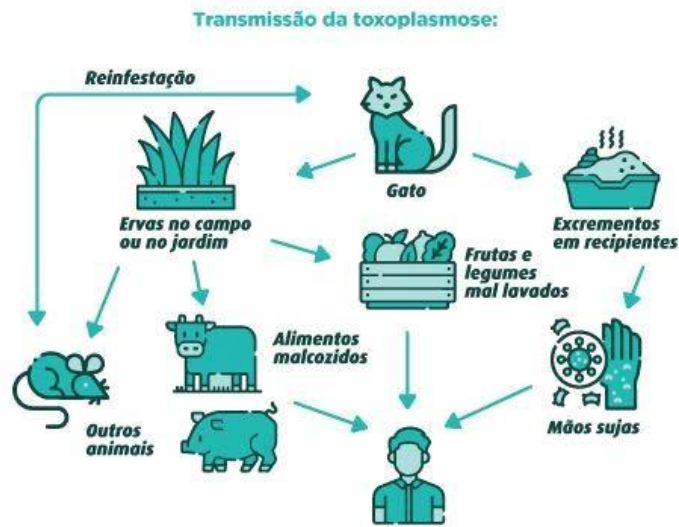 Transmissão da toxoplasmose:
Reinfestação
Gato
Ervas no campo
ou no jardim
Excrementos
em recipientes
Frutas e
legumes
mal lavados
Alimentos
malcozidos
Outros
animais
Mãos sujas